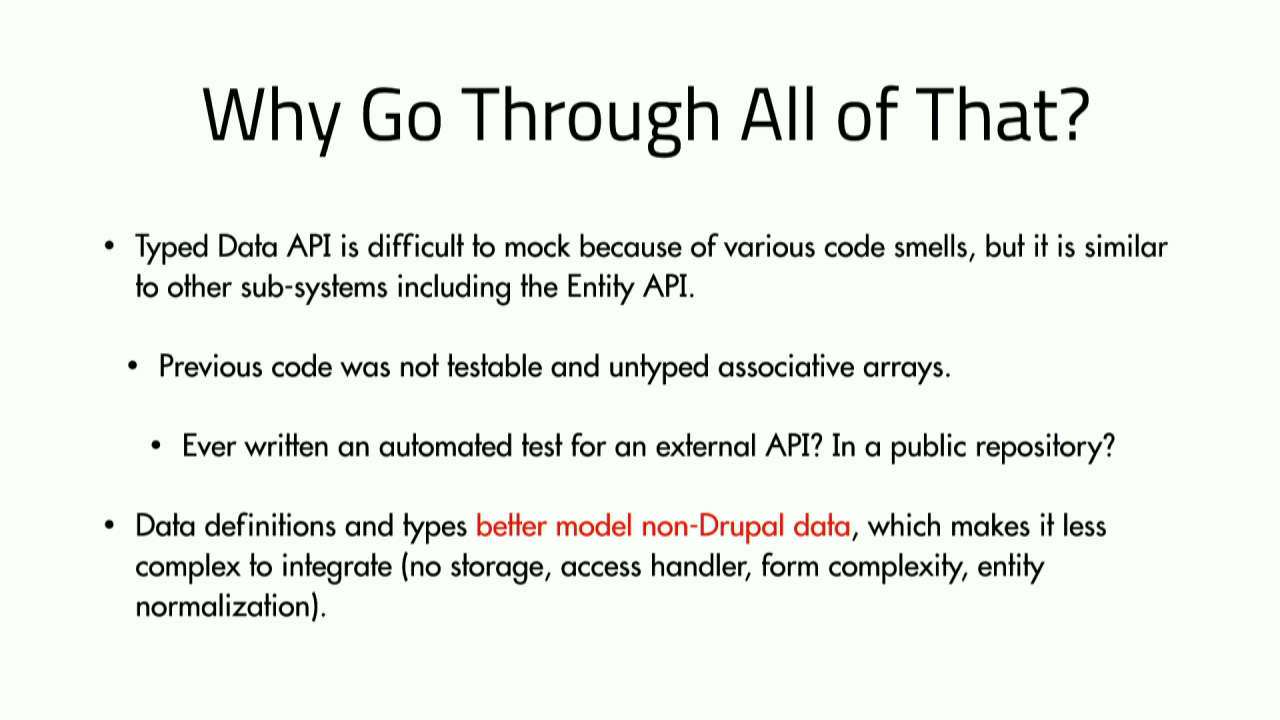 Why Go Through All of That?
• Typed Data API is difficult to mock because of various code smells, but it is similar
to other sub-systems including the Entity API.
• Previous code was not testable and untyped associative arrays.
• Ever written an automated test for an external API? In a public repository?
• Data definitions and types better model non-Drupal data, which makes it less
complex to integrate (no storage, access handler, form complexity, entity
normalization).